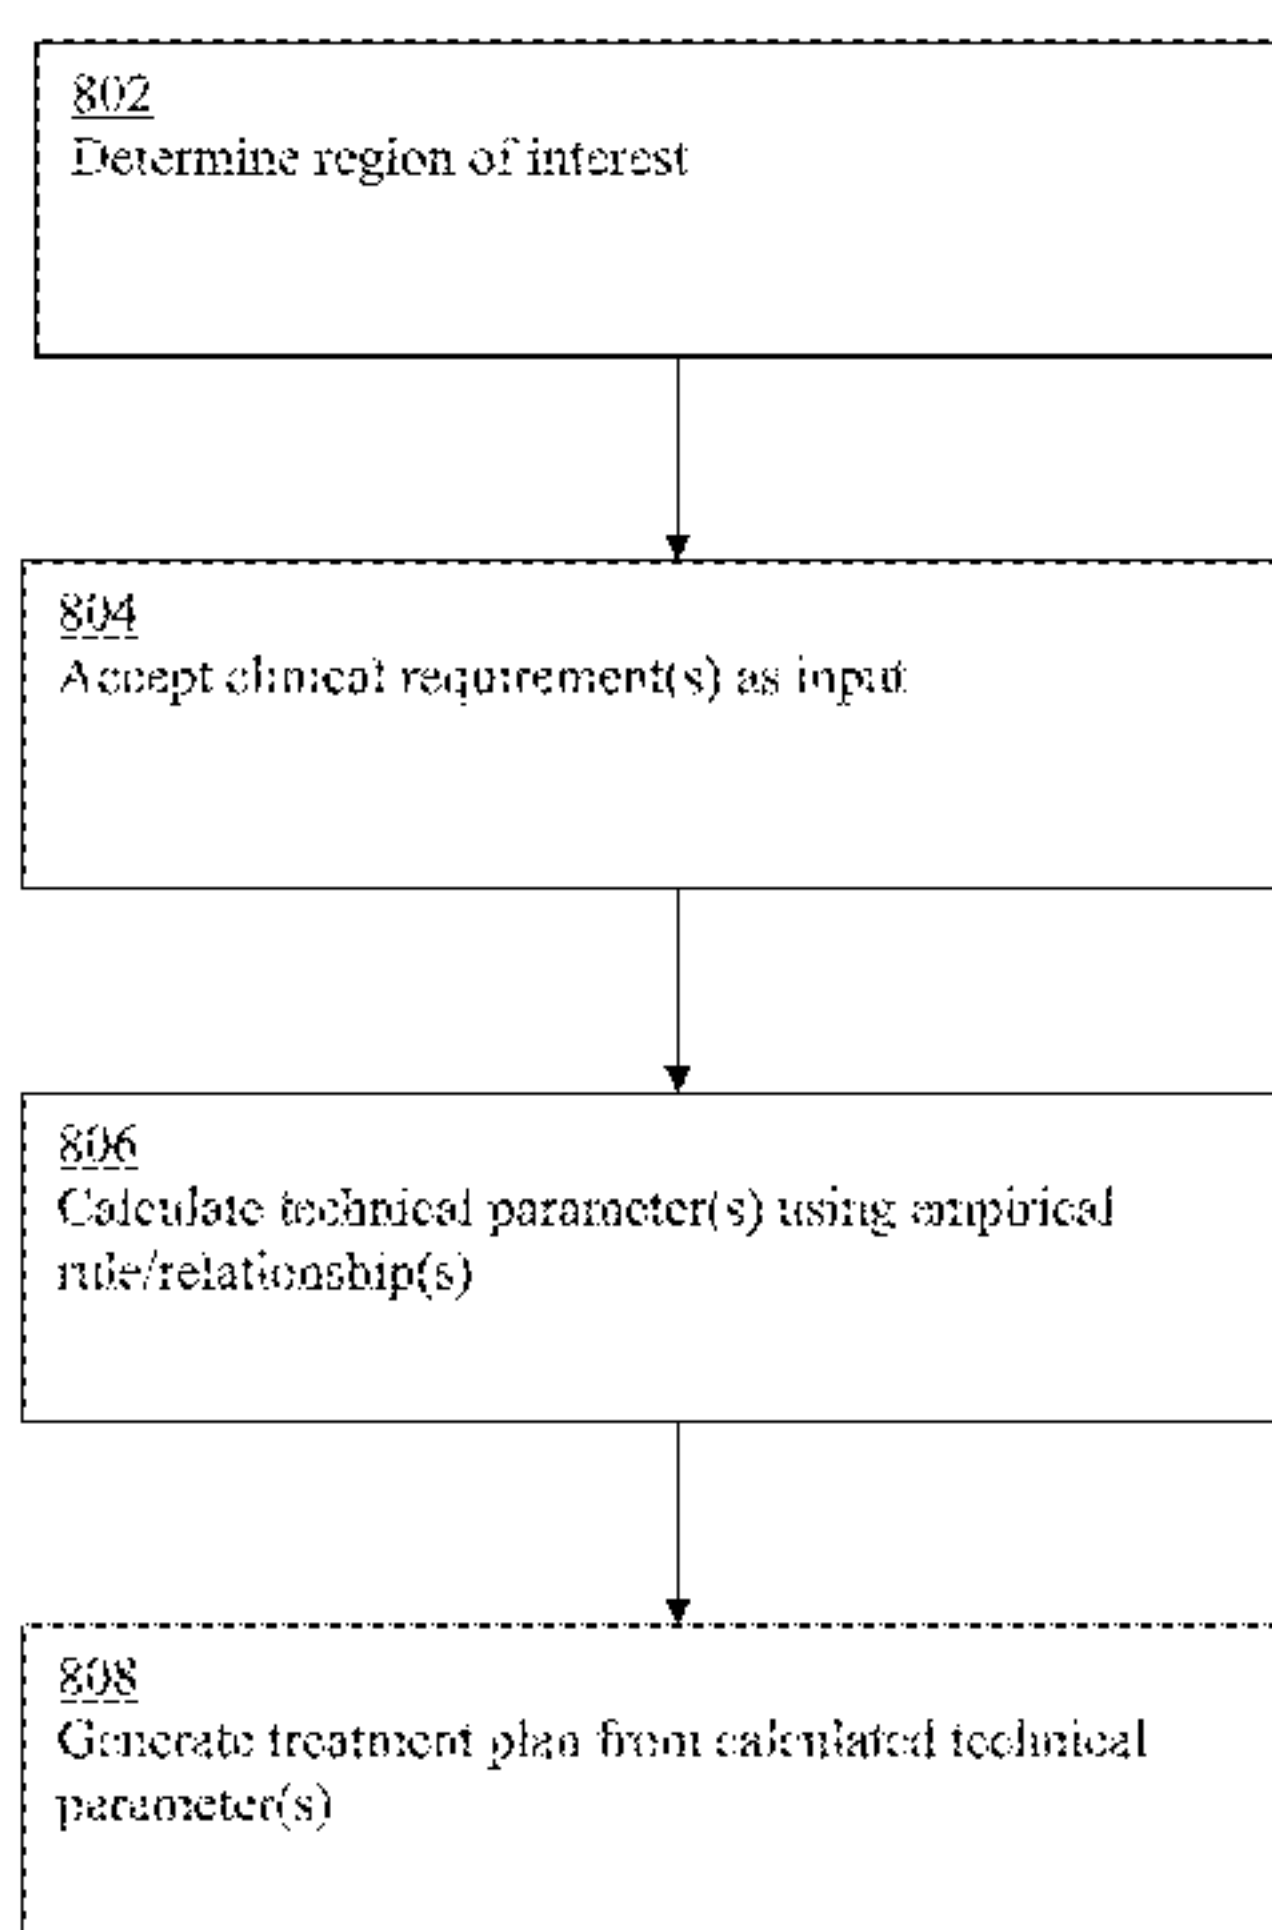 802
Determine region of interest
804
Accept clinical requirement(s) as input
806
Calculate technical parameter(s) using empirical
rule/relationship(s)
808
Generate treatment plan from calculated technical
parameter(s)